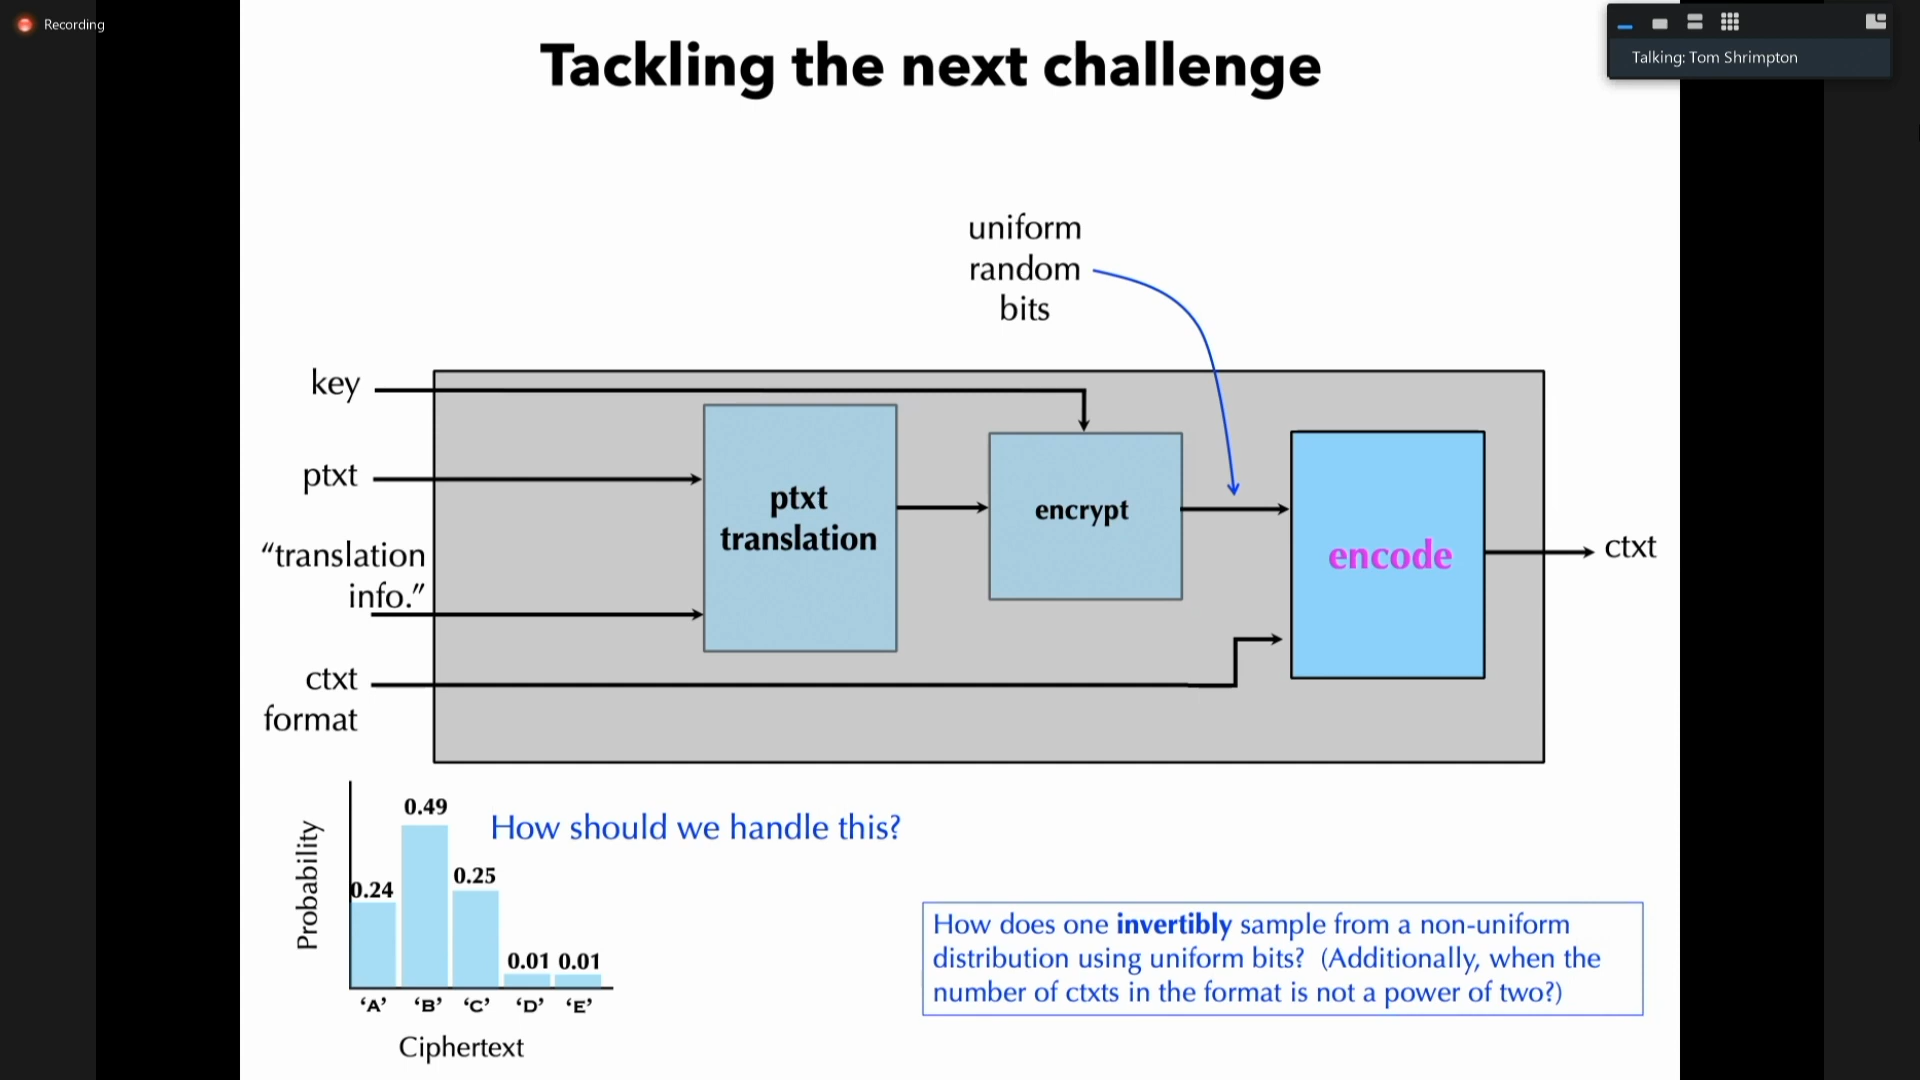 Recording
Talking: Tom Shrimpton
Tackling the next challenge
uniform
random
bits
key
ptxt
“translation
info.”
ctxt
format
ptxt
translation
encrypt
encode
ctxt
How should we handle this?
Probability
0.24
0.49
0.25
0.01
0.01
‘A’
‘B’
‘C’
‘D’
‘E’
Ciphertext
How does one invertibly sample from a non-uniform
distribution using uniform bits? (Additionally, when the
number of ctxts in the format is not a power of two?)